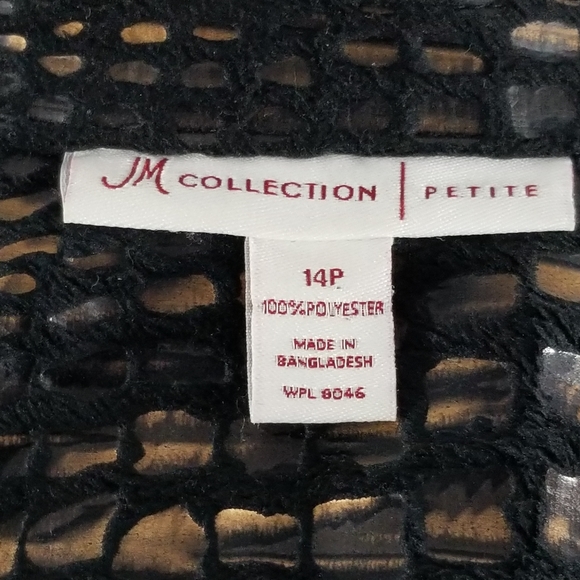 JM COLLECTION | PETITE
14P
100%POLYESTER
MADE IN
BANGLADESH
WPL 8046